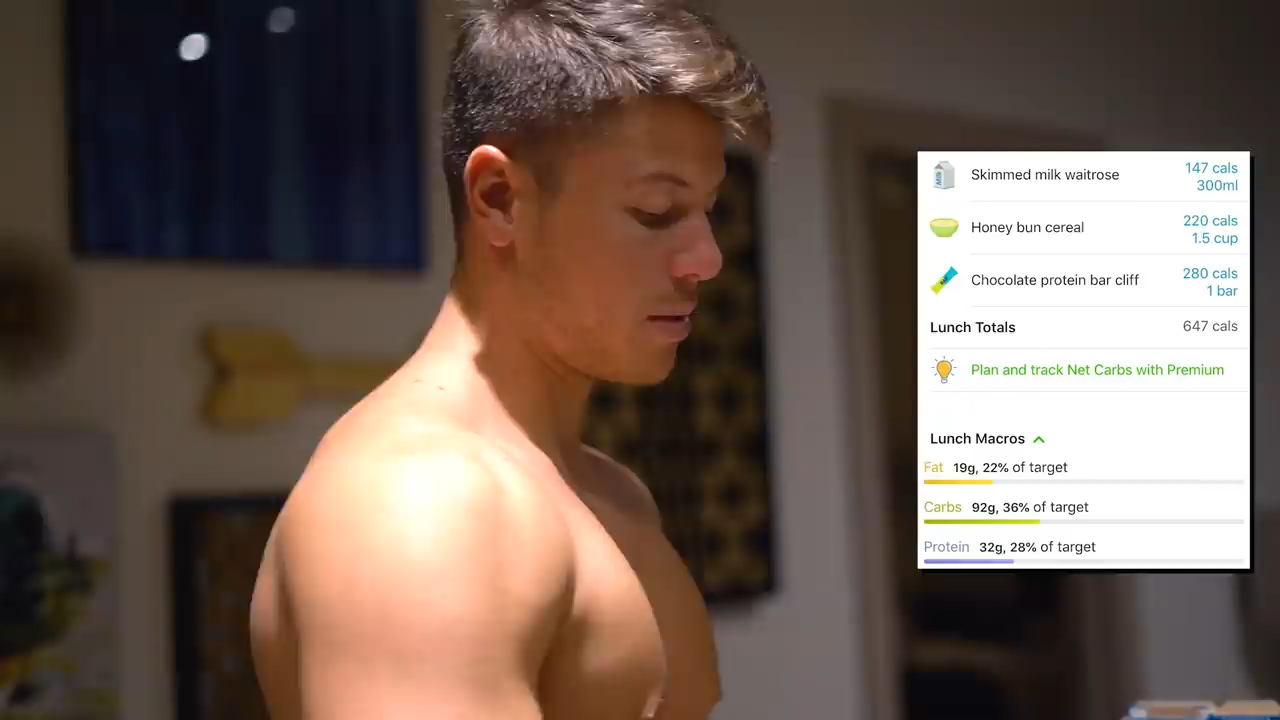 Skimmed milk waitrose
147 cals
300ml
Honey bun cereal
220 cals
1.5 cup
Chocolate protein bar cliff
280 cals
1 bar
Lunch Totals
647 cals
Plan and track Net Carbs with Premium
Lunch Macros
Fat 19g, 22% of target
Carbs 92g, 36% of target
Protein 32g, 28% of target